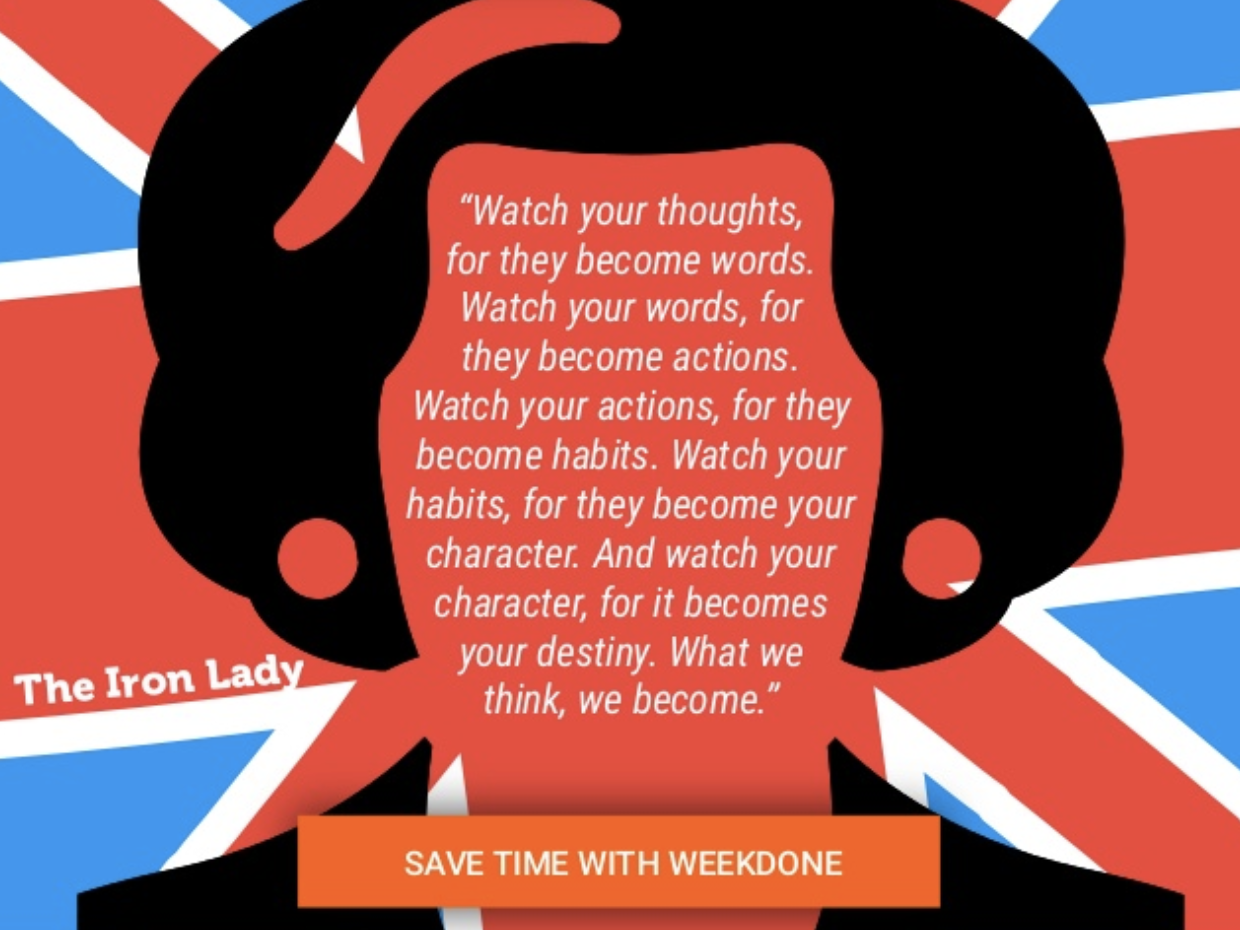 “Watch your thoughts,
for they become words.
Watch your words, for
they become actions.
Watch your actions, for they
become habits. Watch your
habits, for they become your
character. And watch your
character, for it becomes
your destiny. What we
think, we become.”
The Iron Lady
SAVE TIME WITH WEEKDONE